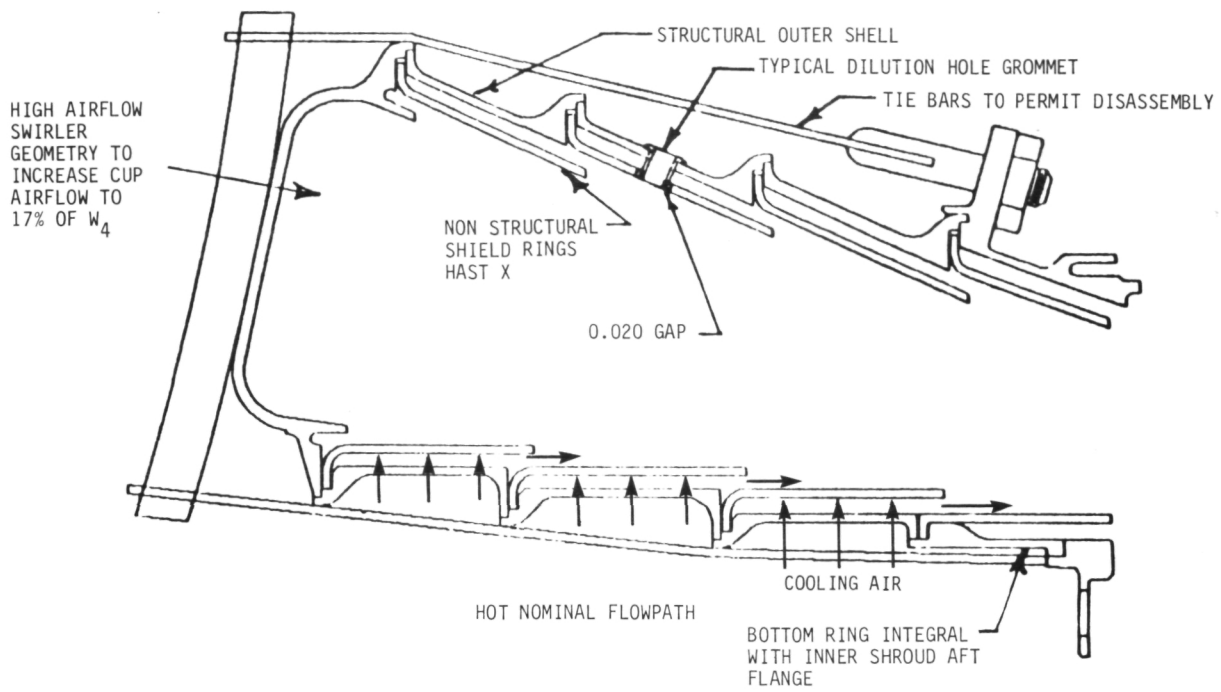 STRUCTURAL OUTER SHELL
TYPICAL DILUTION HOLE GROMMET
TIE BARS TO PERMIT DISASSEMBLY
HIGH AIRFLOW
SWIRLER
GEOMETRY TO
INCREASE CUP
AIRFLOW TO
17% OF W4
NON STRUCTURAL
SHIELD RINGS
HAST X
0.020 GAP
COOLING AIR
HOT NOMINAL FLOWPATH
BOTTOM RING INTEGRAL
WITH INNER SHROUD AFT
FLANGE